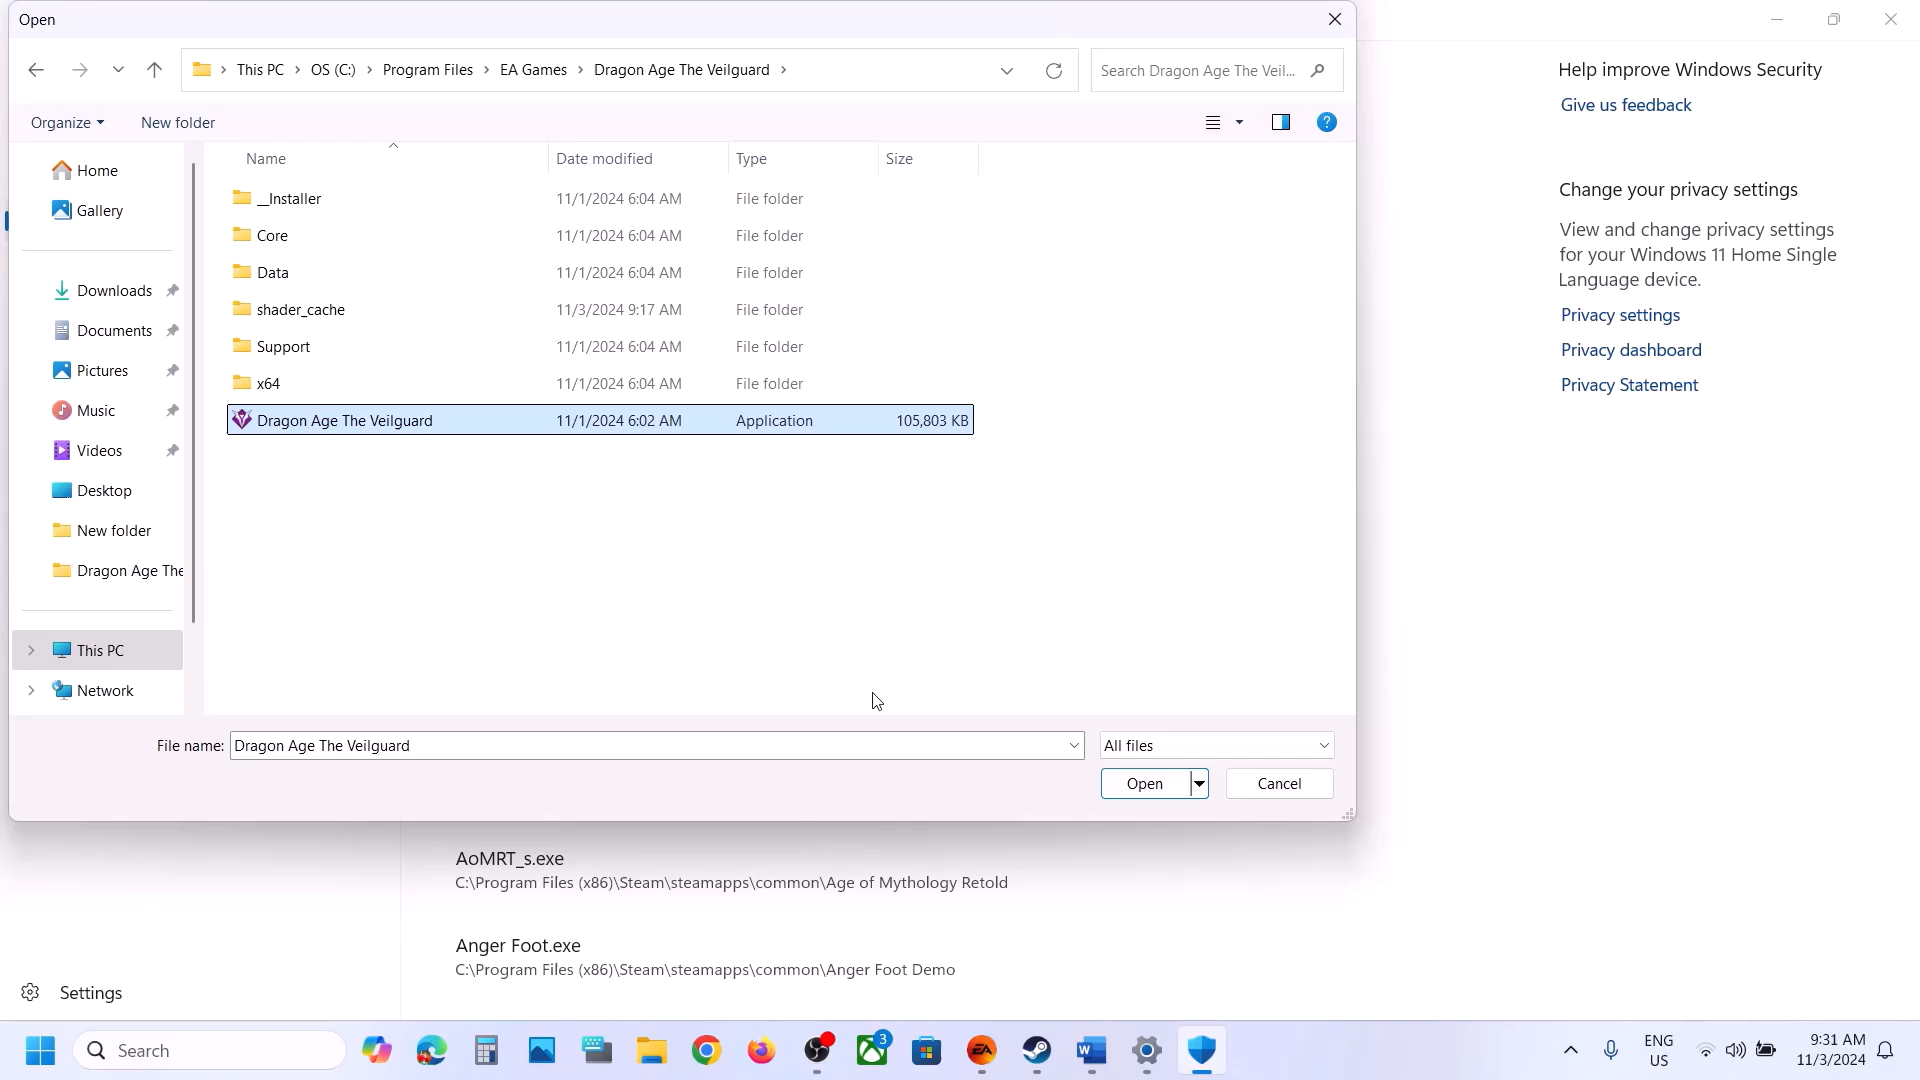 Open
This PC > OS (C:) > Program Files > EA Games > Dragon Age The Veilguard >
Search Dragon Age The Veil...
Organize
New folder
Home
Gallery
Downloads
Documents
Pictures
Music
Videos
Desktop
New folder
Dragon Age The
This PC
Network
Name Date modified Type Size
__Installer 11/1/2024 6:04 AM File folder
Core 11/1/2024 6:04 AM File folder
Data 11/1/2024 6:04 AM File folder
shader_cache 11/3/2024 9:17 AM File folder
Support 11/1/2024 6:04 AM File folder
x64 11/1/2024 6:04 AM File folder
Dragon Age The Veilguard 11/1/2024 6:02 AM Application 105,803 KB
File name: Dragon Age The Veilguard
All files
Open
Cancel
Help improve Windows Security
Give us feedback
Change your privacy settings
View and change privacy settings
for your Windows 11 Home Single
Language device.
Privacy settings
Privacy dashboard
Privacy Statement
AoMRT_s.exe
C:\Program Files (x86)\Steam\steamapps\common\Age of Mythology Retold
Anger Foot.exe
C:\Program Files (x86)\Steam\steamapps\common\Anger Foot Demo
Settings
Search
3
EA
ENG
US
9:31 AM
11/3/2024